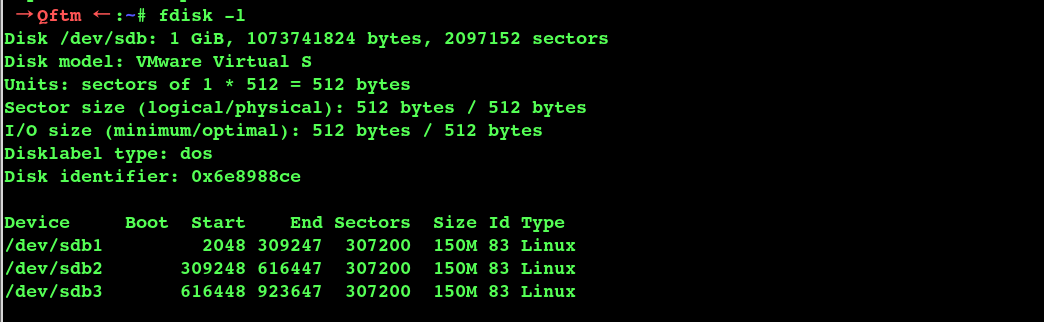 →Qftm ←:~# fdisk -l
Disk /dev/sdb: 1 GiB, 1073741824 bytes, 2097152 sectors
Disk model: VMware Virtual S
Units: sectors of 1 * 512 = 512 bytes
Sector size (logical/physical): 512 bytes / 512 bytes
I/O size (minimum/optimal): 512 bytes / 512 bytes
Disklabel type: dos
Disk identifier: 0x6e8988ce
Device     Boot  Start    End Sectors  Size Id Type
/dev/sdb1         2048 309247  307200  150M 83 Linux
/dev/sdb2       309248 616447  307200  150M 83 Linux
/dev/sdb3       616448 923647  307200  150M 83 Linux